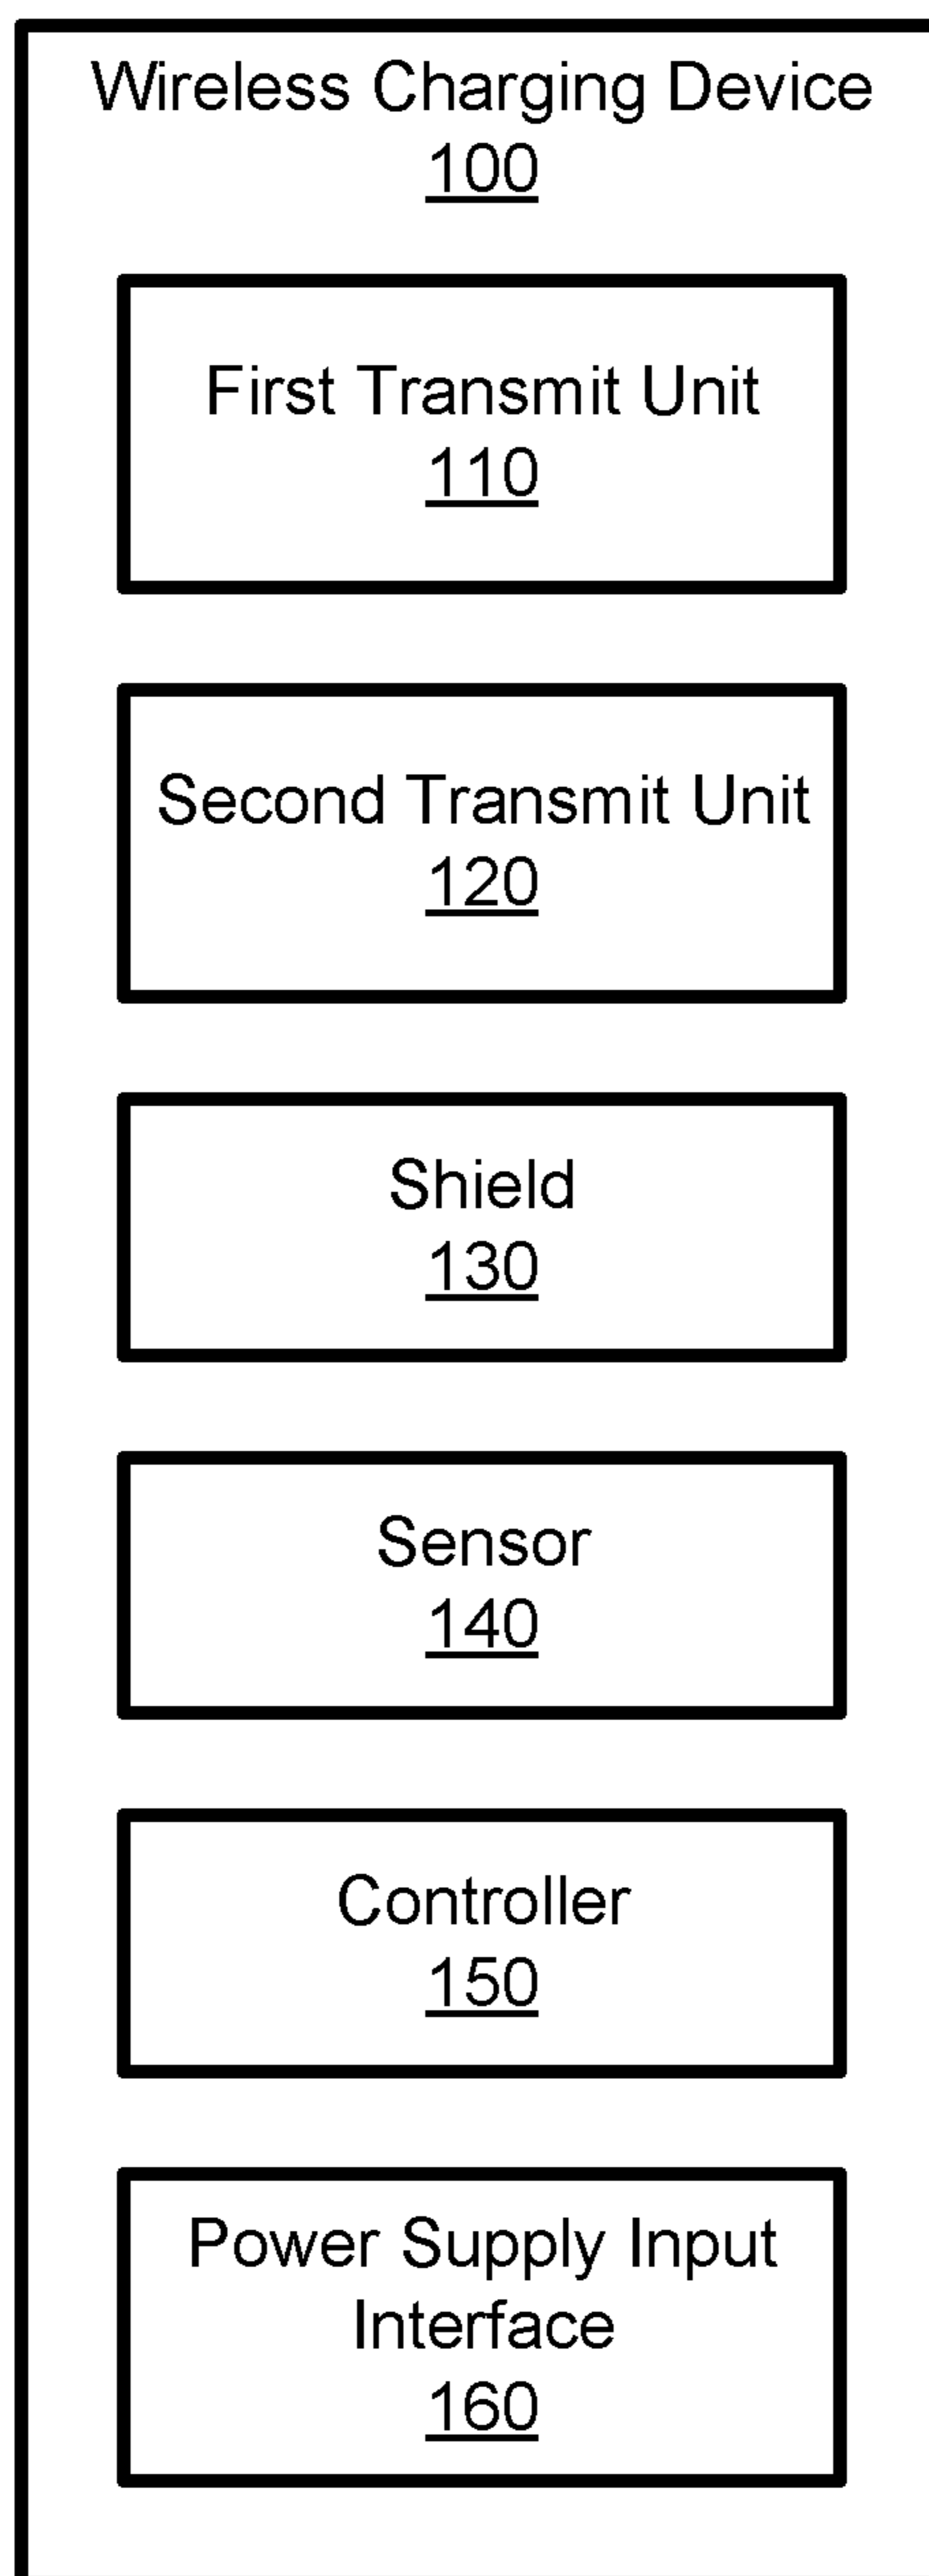 Wireless Charging Device
100
First Transmit Unit
110
Second Transmit Unit
120
Shield
130
Sensor
140
Controller
150
Power Supply Input
Interface
160